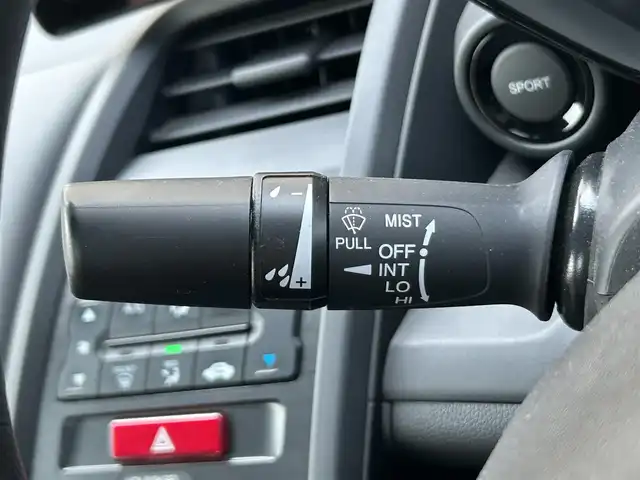 SPORT
MIST
PULL
OFF
INT
LO
HI
- 
+